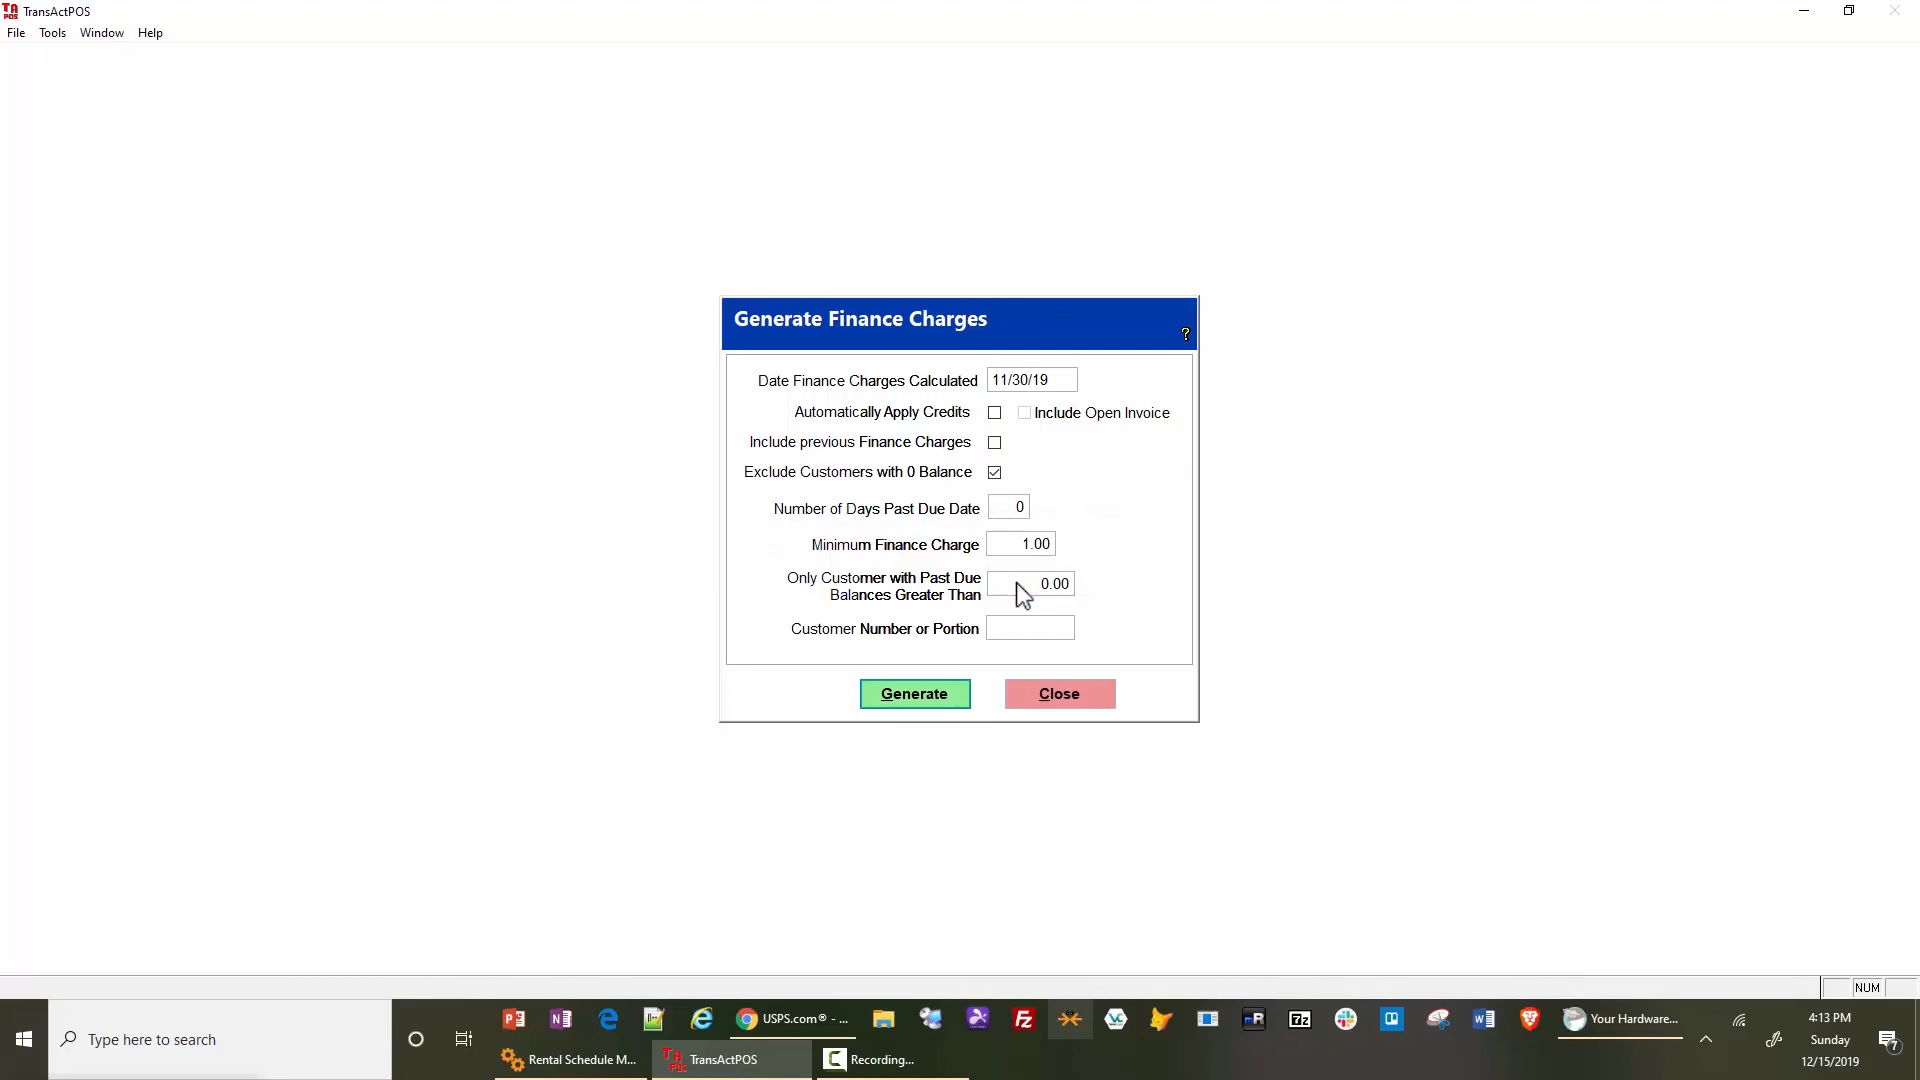 TransActPOS
File Tools Window Help
Generate Finance Charges
?
Date Finance Charges Calculated 11/30/19
Automatically Apply Credits Include Open Invoice
Include previous Finance Charges
Exclude Customers with 0 Balance
Number of Days Past Due Date 0
Minimum Finance Charge 1.00
Only Customer with Past Due
Balances Greater Than 0.00
Customer Number or Portion
Generate Close
NUM
USPS.com® - ... Your Hardware...
Type here to search
Rental Schedule M... TransActPOS Recording...
4:13 PM
Sunday
12/15/2019
7